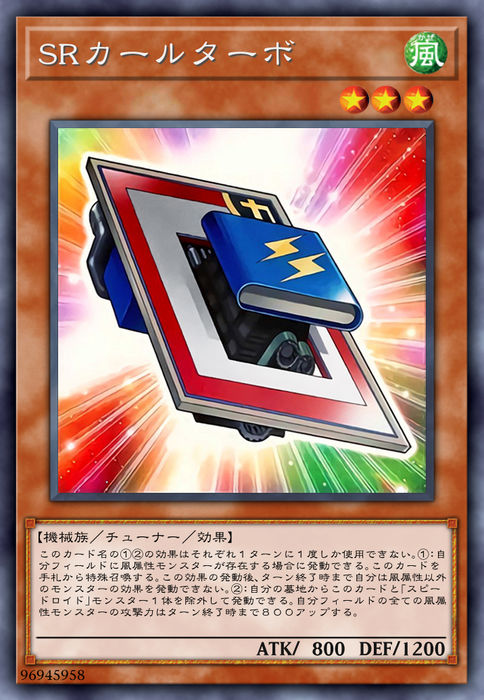 SRカールターボ
かぜ
風
【機械族／チューナー／効果】
このカード名の①②の効果はそれぞれ１ターンに１度しか使用できない。①：自
分フィールドに風属性モンスターが存在する場合に発動できる。このカードを
手札から特殊召喚する。この効果の発動後、ターン終了時まで自分は風属性以外
のモンスターの効果を発動できない。②：自分の墓地からこのカードと「スピー
ドロイド」モンスター１体を除外して発動できる。自分フィールドの全ての風属
性モンスターの攻撃力はターン終了時まで８００アップする。
ATK/ 800 DEF/1200
96945958